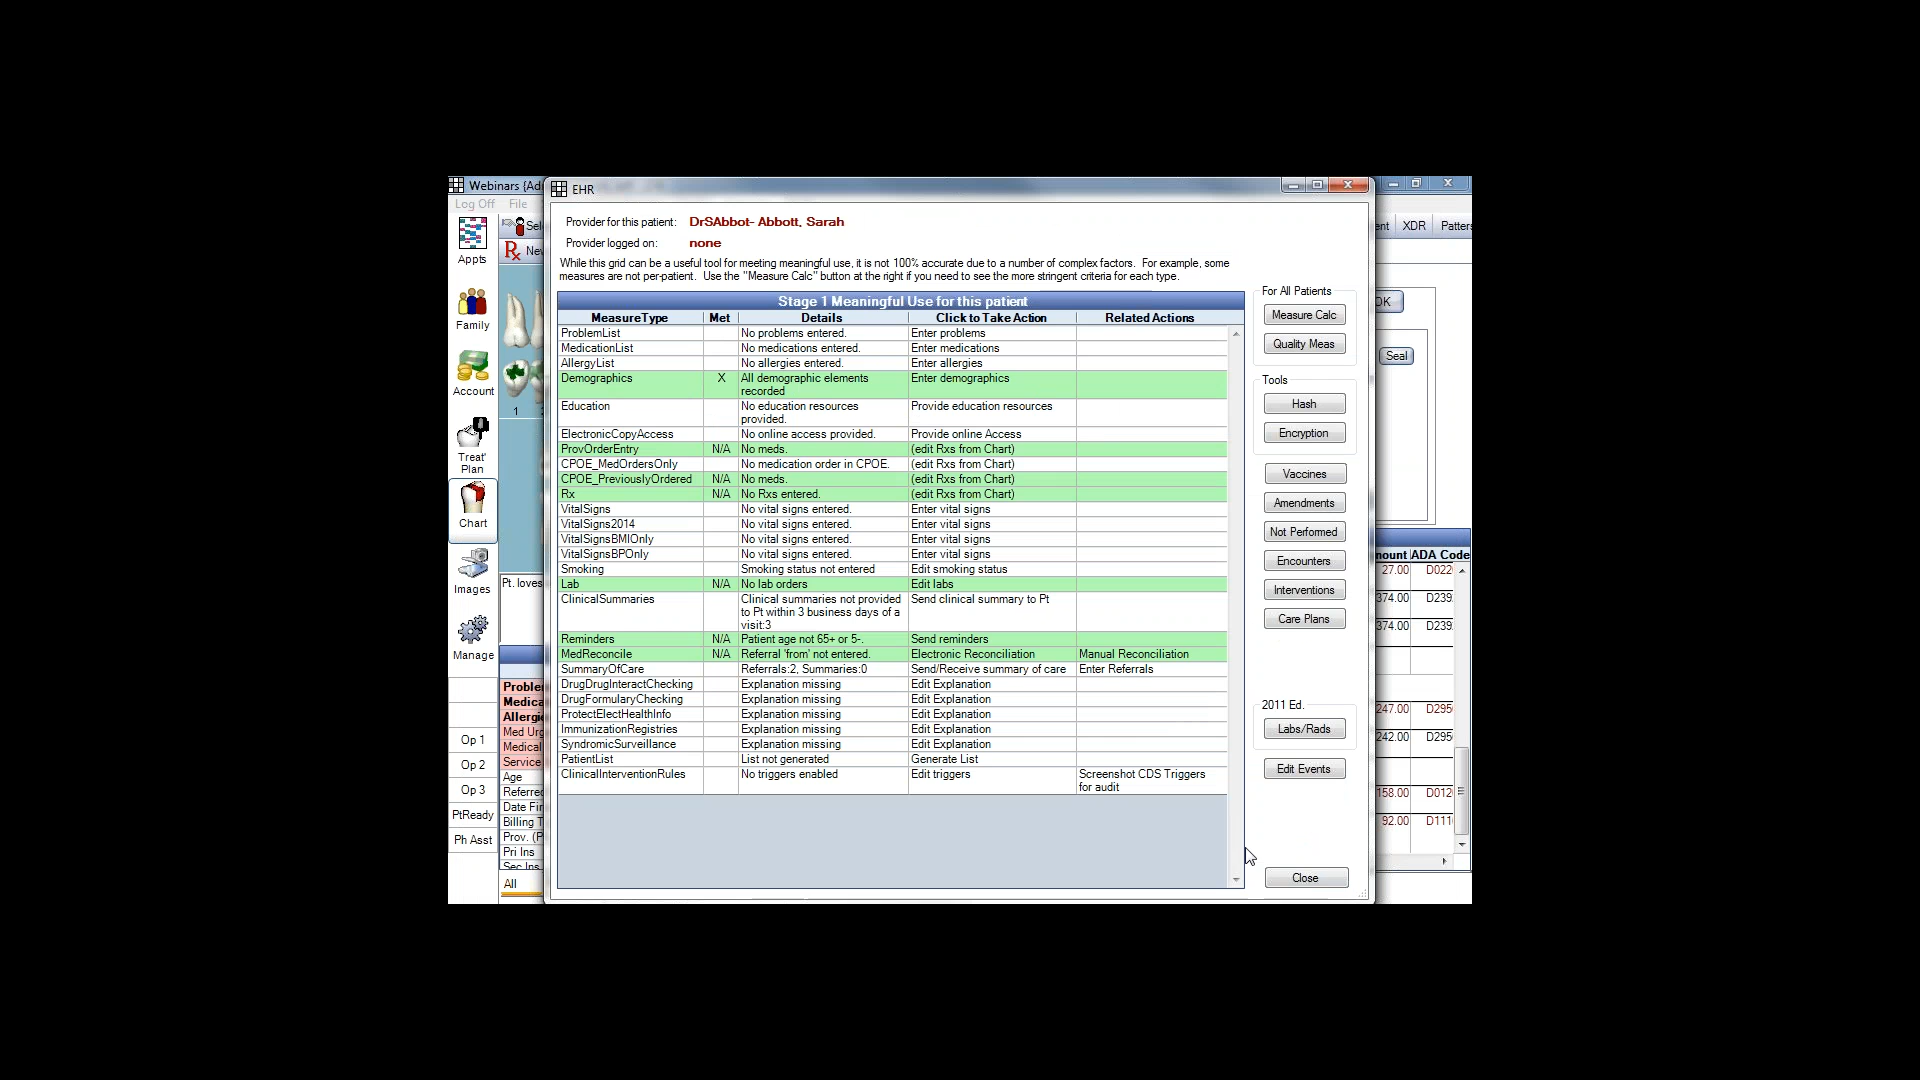 Webinars {Ad
EHR
Log Off File
Provider for this patient: DrSAbbot- Abbott, Sarah
Provider logged on: none
While this grid can be a useful tool for meeting meaningful use, it is not 100% accurate due to a number of complex factors. For example, some
measures are not per-patient. Use the "Measure Calc" button at the right if you need to see the more stringent criteria for each type.
Sel
Rx Ne
XDR Patter
OK
Seal
Appts
Family
Account
Treat'
Plan
Chart
Images
Manage
Op 1
Op 2
Op 3
PtReady
Ph Asst
1
Pt. loves
Proble
Medica
Allergi
Med Urg
Medical
Service
Age
Referre
Date Fir
Billing T
Prov. (P
Pri Ins
Sec Ins
All
Stage 1 Meaningful Use for this patient
MeasureType Met Details Click to Take Action Related Actions
ProblemList No problems entered. Enter problems
MedicationList No medications entered. Enter medications
AllergyList No allergies entered. Enter allergies
Demographics X All demographic elements Enter demographics
recorded
Education No education resources Provide education resources
provided.
ElectronicCopyAccess No online access provided. Provide online Access
ProvOrderEntry N/A No meds. (edit Rxs from Chart)
CPOE_MedOrdersOnly No medication order in CPOE. (edit Rxs from Chart)
CPOE_PreviouslyOrdered N/A No meds. (edit Rxs from Chart)
Rx N/A No Rxs entered. (edit Rxs from Chart)
VitalSigns No vital signs entered. Enter vital signs
VitalSigns2014 No vital signs entered. Enter vital signs
VitalSignsBMIOnly No vital signs entered. Enter vital signs
VitalSignsBPOnly No vital signs entered. Enter vital signs
Smoking Smoking status not entered Edit smoking status
Lab N/A No lab orders Edit labs
ClinicalSummaries Clinical summaries not provided Send clinical summary to Pt
to Pt within 3 business days of a
visit:3
Reminders N/A Patient age not 65+ or 5-. Send reminders
MedReconcile N/A Referral 'from' not entered. Electronic Reconciliation Manual Reconciliation
SummaryOfCare Referrals:2, Summaries:0 Send/Receive summary of care Enter Referrals
DrugDrugInteractChecking Explanation missing Edit Explanation
DrugFormularyChecking Explanation missing Edit Explanation
ProtectElectHealthInfo Explanation missing Edit Explanation
ImmunizationRegistries Explanation missing Edit Explanation
SyndromicSurveillance Explanation missing Edit Explanation
PatientList List not generated Generate List
ClinicalInterventionRules No triggers enabled Edit triggers Screenshot CDS Triggers
for audit
For All Patients
Measure Calc
Quality Meas
Tools
Hash
Encryption
Vaccines
Amendments
Not Performed
Encounters
Interventions
Care Plans
2011 Ed.
Labs/Rads
Edit Events
Close
nount ADA Code
27.00 D022
374.00 D239
374.00 D239
247.00 D295
242.00 D295
158.00 D012
92.00 D111